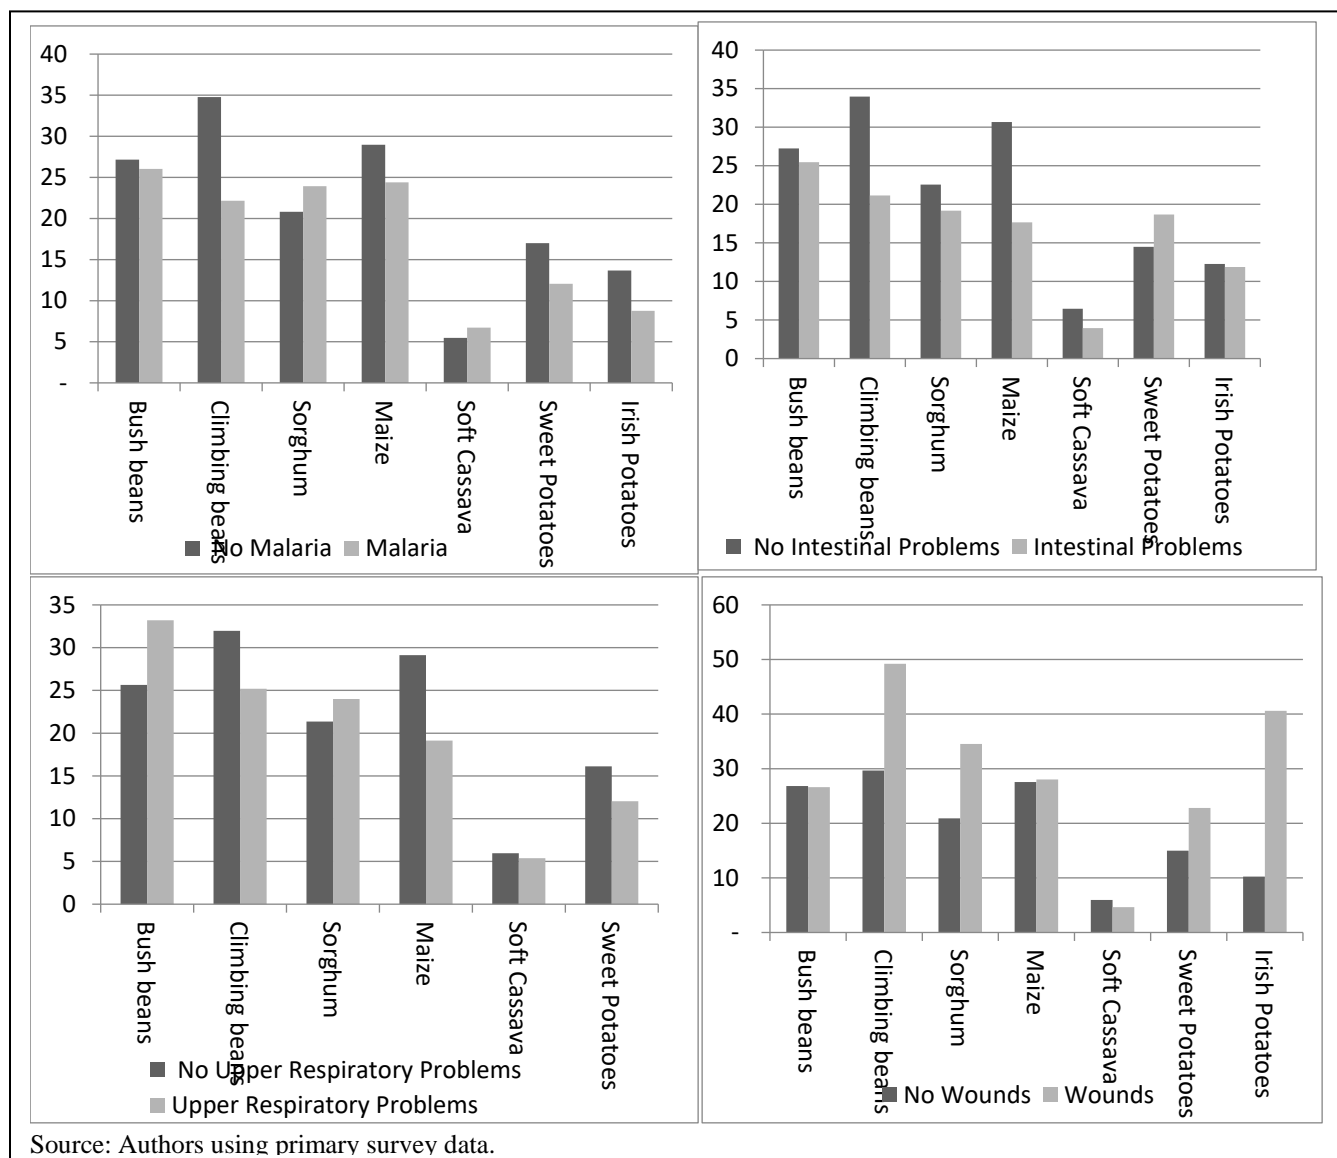 40
35
30
25
20
15
10
5
-
Bush beans
Climbing beans
Sorghum
Maize
Soft Cassava
Sweet Potatoes
Irish Potatoes
No Malaria Malaria
40
35
30
25
20
15
10
5
0
Bush beans
Climbing beans
Sorghum
Maize
Soft Cassava
Sweet Potatoes
Irish Potatoes
No Intestinal Problems Intestinal Problems
35
30
25
20
15
10
5
0
Bush beans
Climbing beans
Sorghum
Maize
Soft Cassava
Sweet Potatoes
No Upper Respiratory Problems
Upper Respiratory Problems
60
50
40
30
20
10
-
Bush beans
Climbing beans
Sorghum
Maize
Soft Cassava
Sweet Potatoes
Irish Potatoes
No Wounds Wounds
Source: Authors using primary survey data.